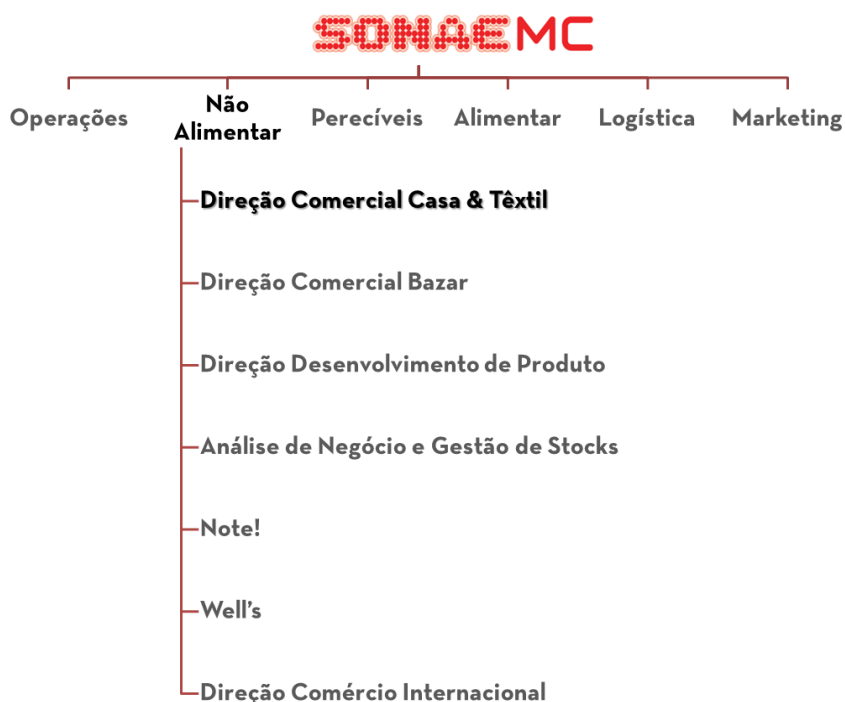 SONAE MC
Operações
Não
Alimentar
Perecíveis
Alimentar
Logística
Marketing
Direção Comercial Casa & Têxtil
Direção Comercial Bazar
Direção Desenvolvimento de Produto
Análise de Negócio e Gestão de Stocks
Note!
Well's
Direção Comércio Internacional